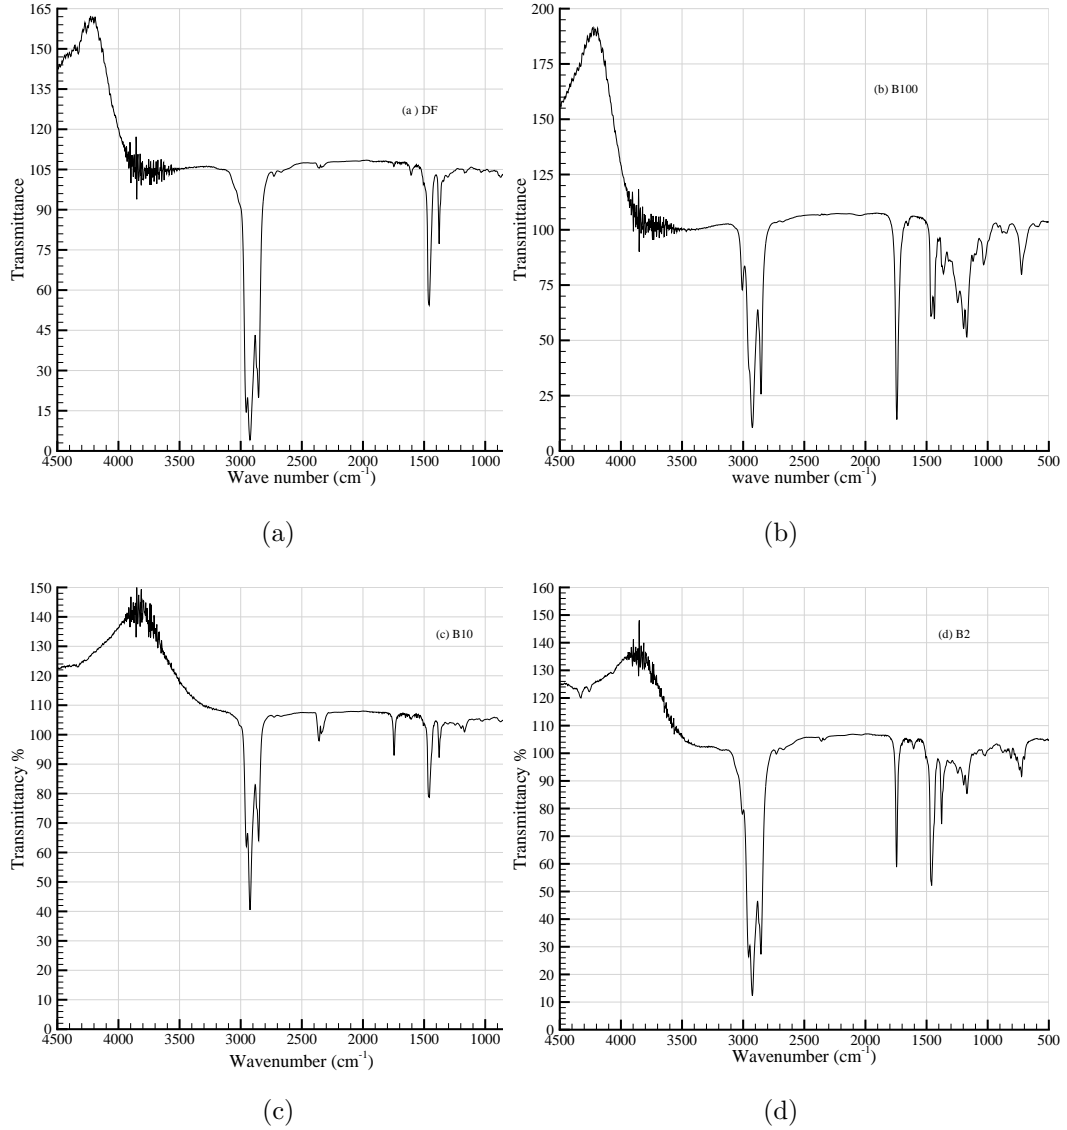 165
150
135
120
105
90
75
60
45
30
15
0
Transmittance
(a ) DF
4500 4000 3500 3000 2500 2000 1500 1000
Wave number (cm-1)
(a)
200
175
150
125
100
75
50
25
0
Transmittance
(b) B100
4500 4000 3500 3000 2500 2000 1500 1000 500
wave number (cm-1)
(b)
150
140
130
120
110
100
90
80
70
60
50
40
30
20
10
0
Transmittancy %
(c) B10
4500 4000 3500 3000 2500 2000 1500 1000
Wavenumber (cm-1)
(c)
160
150
140
130
120
110
100
90
80
70
60
50
40
30
20
10
0
Transmittancy %
(d) B2
4500 4000 3500 3000 2500 2000 1500 1000 500
Wavenumber (cm-1)
(d)